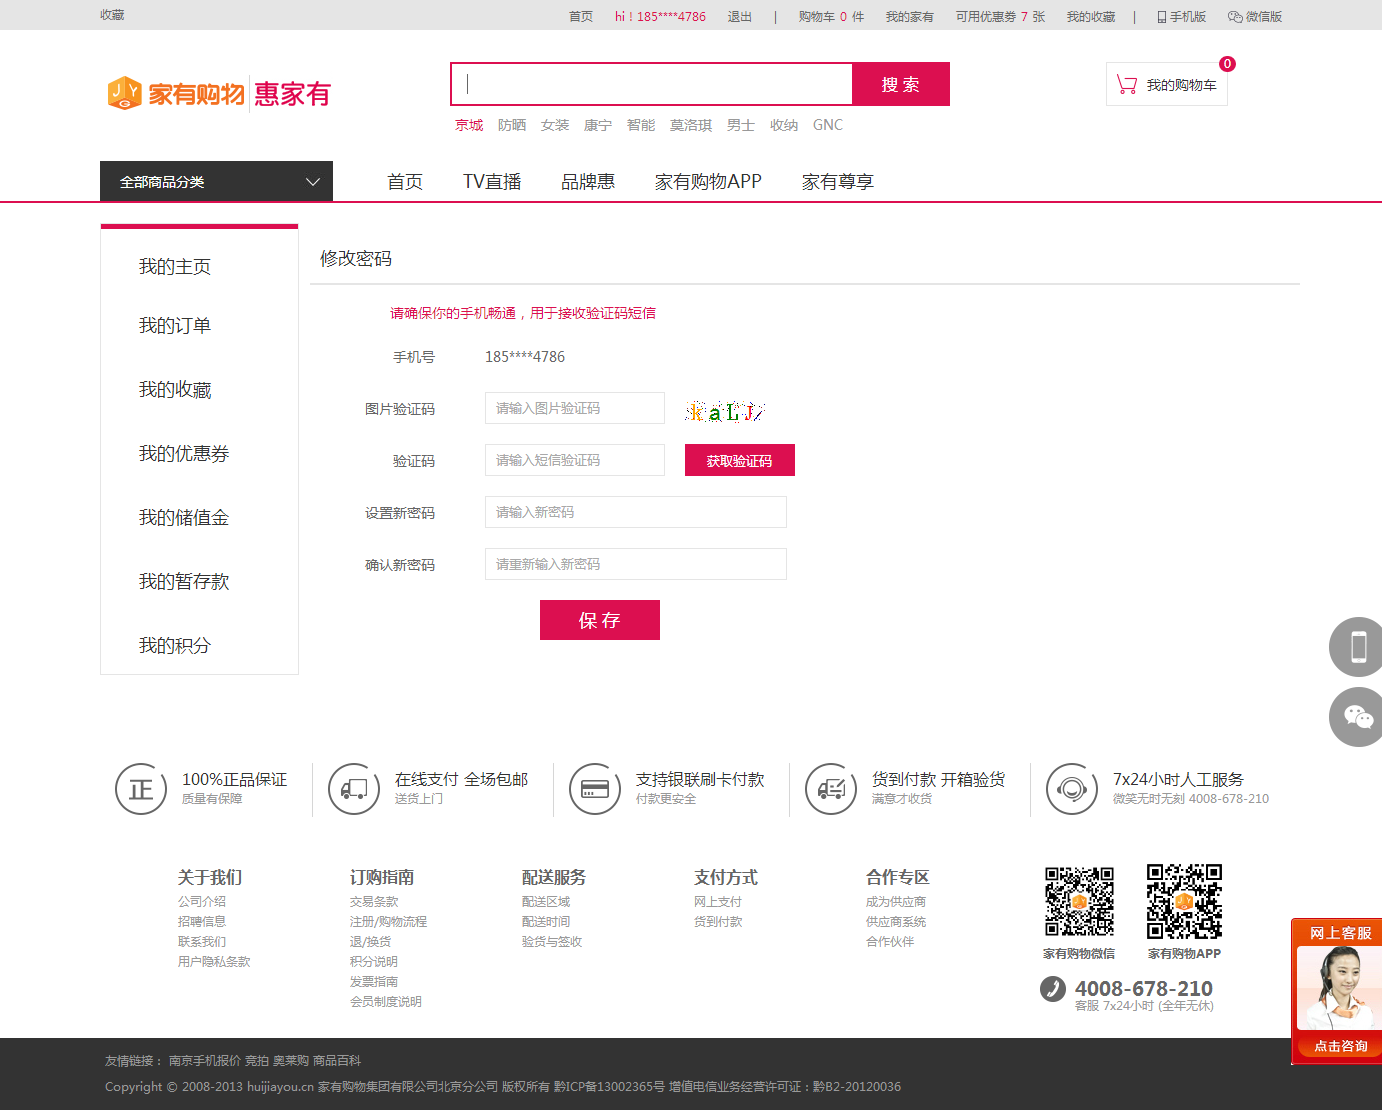 收藏
首页 hi！185****4786 退出 | 购物车 0 件 我的家有 可用优惠券 7 张 我的收藏 | 手机版 微信版
家有购物 惠家有
搜 索
0
我的购物车
京城 防晒 女装 康宁 智能 莫洛琪 男士 收纳 GNC
全部商品分类 首页 TV直播 品牌惠 家有购物APP 家有尊享
我的主页
我的订单
我的收藏
我的优惠券
我的储值金
我的暂存款
我的积分
修改密码
请确保你的手机畅通，用于接收验证码短信
手机号 185****4786
图片验证码 请输入图片验证码 RaLJ
验证码 请输入短信验证码 获取验证码
设置新密码 请输入新密码
确认新密码 请重新输入新密码
保 存
正 100%正品保证
质量有保障
在线支付 全场包邮
送货上门
支持银联刷卡付款
付款更安全
货到付款 开箱验货
满意才收货
7x24小时人工服务
微笑无时无刻 4008-678-210
关于我们
公司介绍
招聘信息
联系我们
用户隐私条款
订购指南
交易条款
注册/购物流程
退/换货
积分说明
发票指南
会员制度说明
配送服务
配送区域
配送时间
验货与签收
支付方式
网上支付
货到付款
合作专区
成为供应商
供应商系统
合作伙伴
家有购物微信 家有购物APP
4008-678-210
客服 7x24小时 (全年无休)
网上客服
点击咨询
友情链接： 南京手机报价 竞拍 奥莱购 商品百科
Copyright © 2008-2013 huijiayou.cn 家有购物集团有限公司北京分公司 版权所有 黔ICP备13002365号 增值电信业务经营许可证：黔B2-20120036